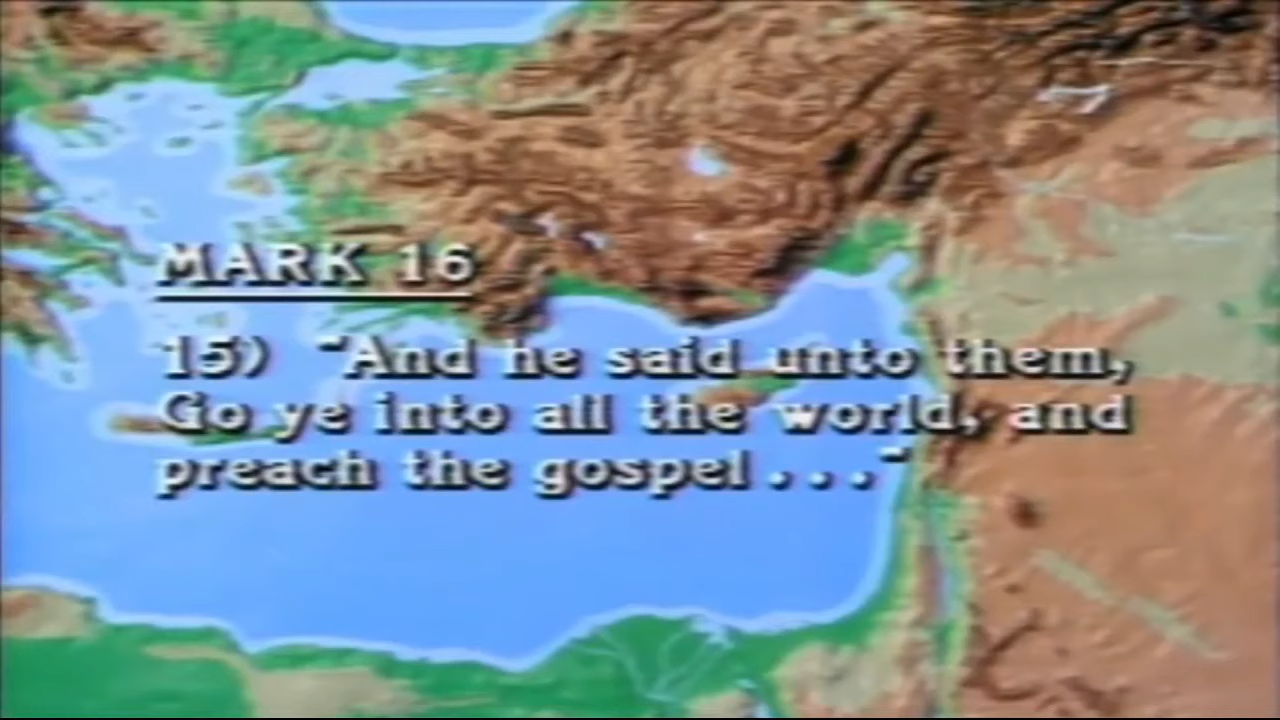 MARK 16
15) "And he said unto them,
Go ye into all the world, and
preach the gospel..."